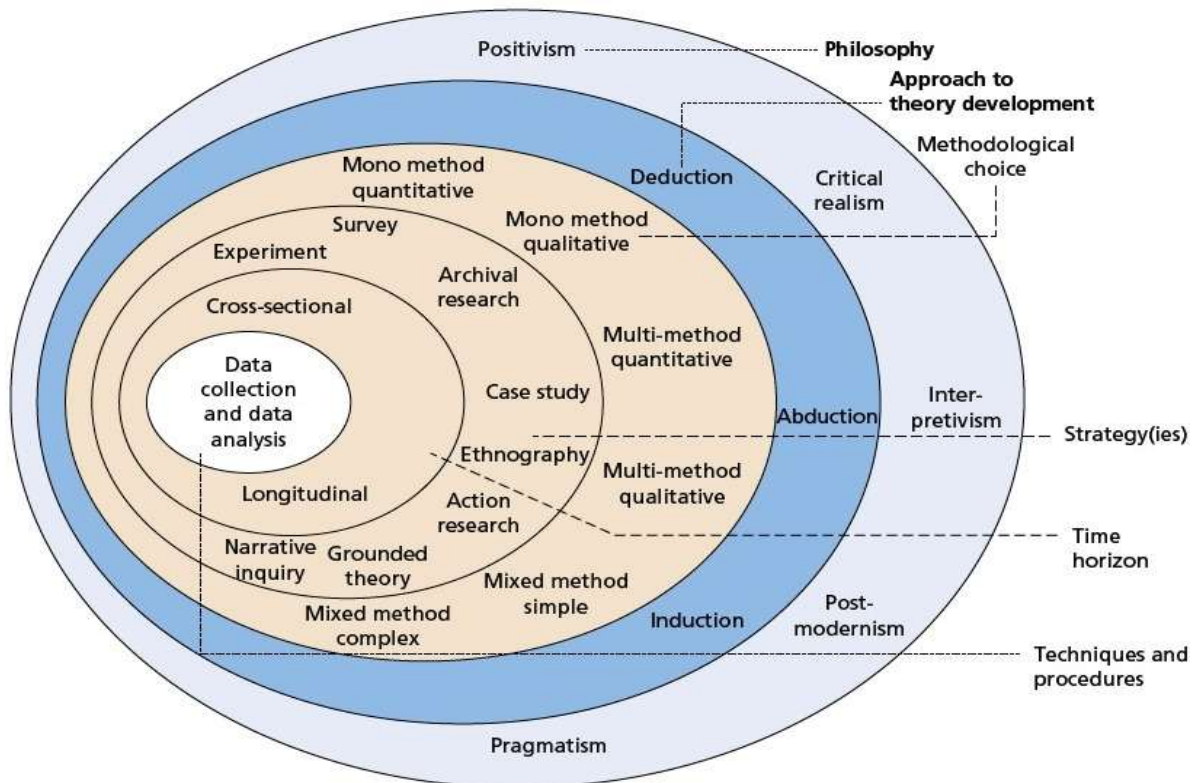 Positivism
Philosophy
Approach to
theory development
Methodological
choice
Mono method
quantitative
Deduction
Critical
realism
Survey
Mono method
qualitative
Experiment
Archival
research
Cross-sectional
Multi-method
quantitative
Data
collection
and data
analysis
Case study
Abduction
Inter-
pretivism
Strategy(ies)
Ethnography
Multi-method
qualitative
Longitudinal
Action
research
Time
horizon
Narrative
inquiry
Grounded
theory
Mixed method
simple
Mixed method
complex
Induction
Post-
modernism
Techniques and
procedures
Pragmatism